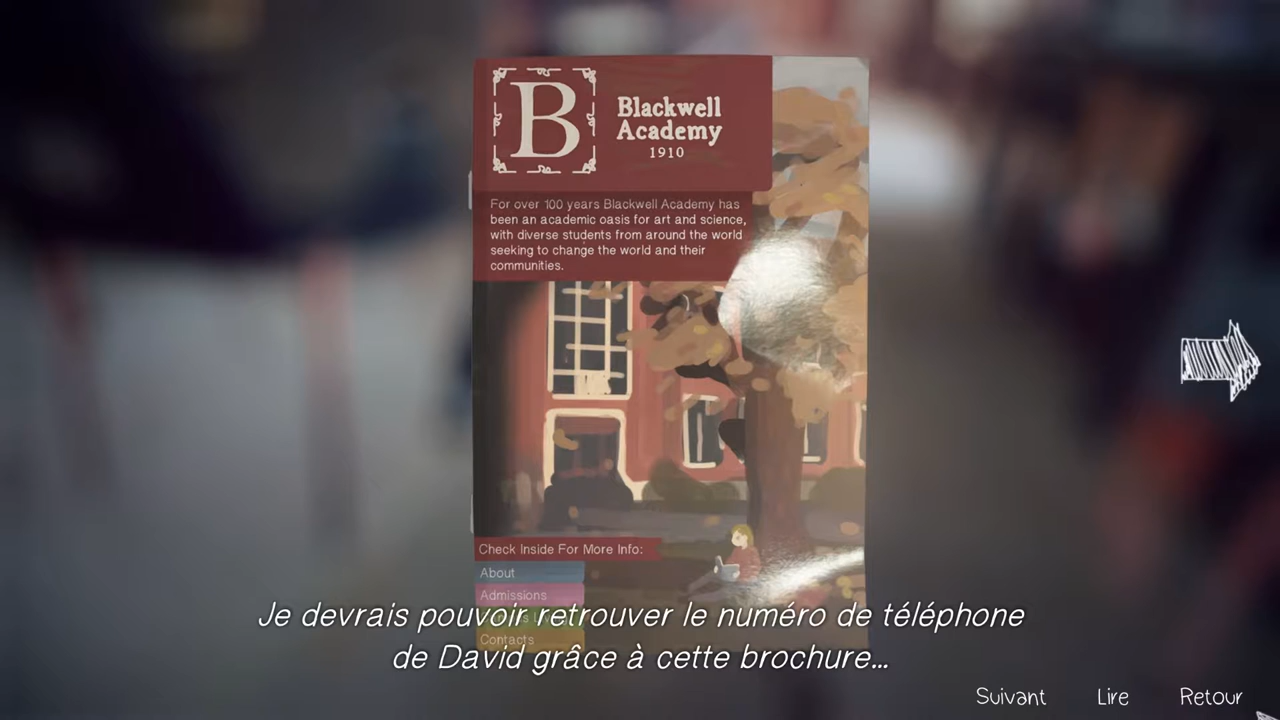 B
Blackwell
Academy
1910
For over 100 years Blackwell Academy has
been an academic oasis for art and science,
with diverse students from around the world
seeking to change the world and their
communities.
Check Inside For More Info:
About
Admissions
Contacts
Je devrais pouvoir retrouver le numéro de téléphone
de David grâce à cette brochure...
Suivant Lire Retour